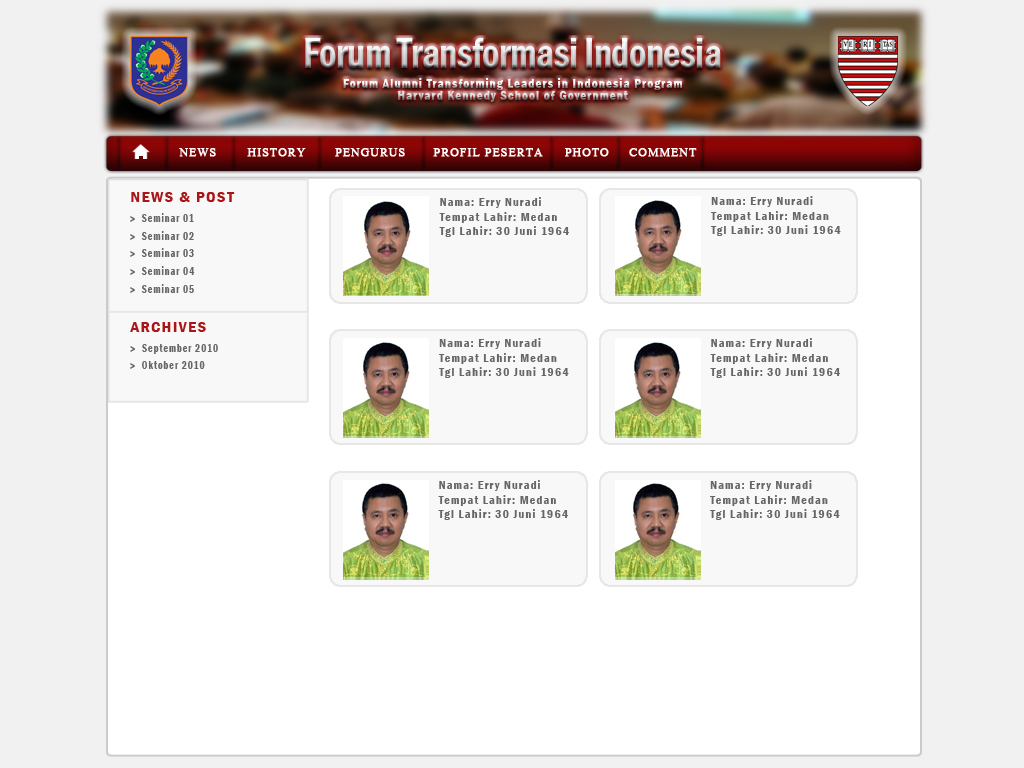 Forum Transformasi Indonesia
Forum Alumni Transforming Leaders in Indonesia Program
Harvard Kennedy School of Government
VE RI TAS
NEWS HISTORY PENGURUS PROFIL PESERTA PHOTO COMMENT
NEWS & POST
> Seminar 01
> Seminar 02
> Seminar 03
> Seminar 04
> Seminar 05
ARCHIVES
> September 2010
> Oktober 2010
Nama: Erry Nuradi
Tempat Lahir: Medan
Tgl Lahir: 30 Juni 1964
Nama: Erry Nuradi
Tempat Lahir: Medan
Tgl Lahir: 30 Juni 1964
Nama: Erry Nuradi
Tempat Lahir: Medan
Tgl Lahir: 30 Juni 1964
Nama: Erry Nuradi
Tempat Lahir: Medan
Tgl Lahir: 30 Juni 1964
Nama: Erry Nuradi
Tempat Lahir: Medan
Tgl Lahir: 30 Juni 1964
Nama: Erry Nuradi
Tempat Lahir: Medan
Tgl Lahir: 30 Juni 1964